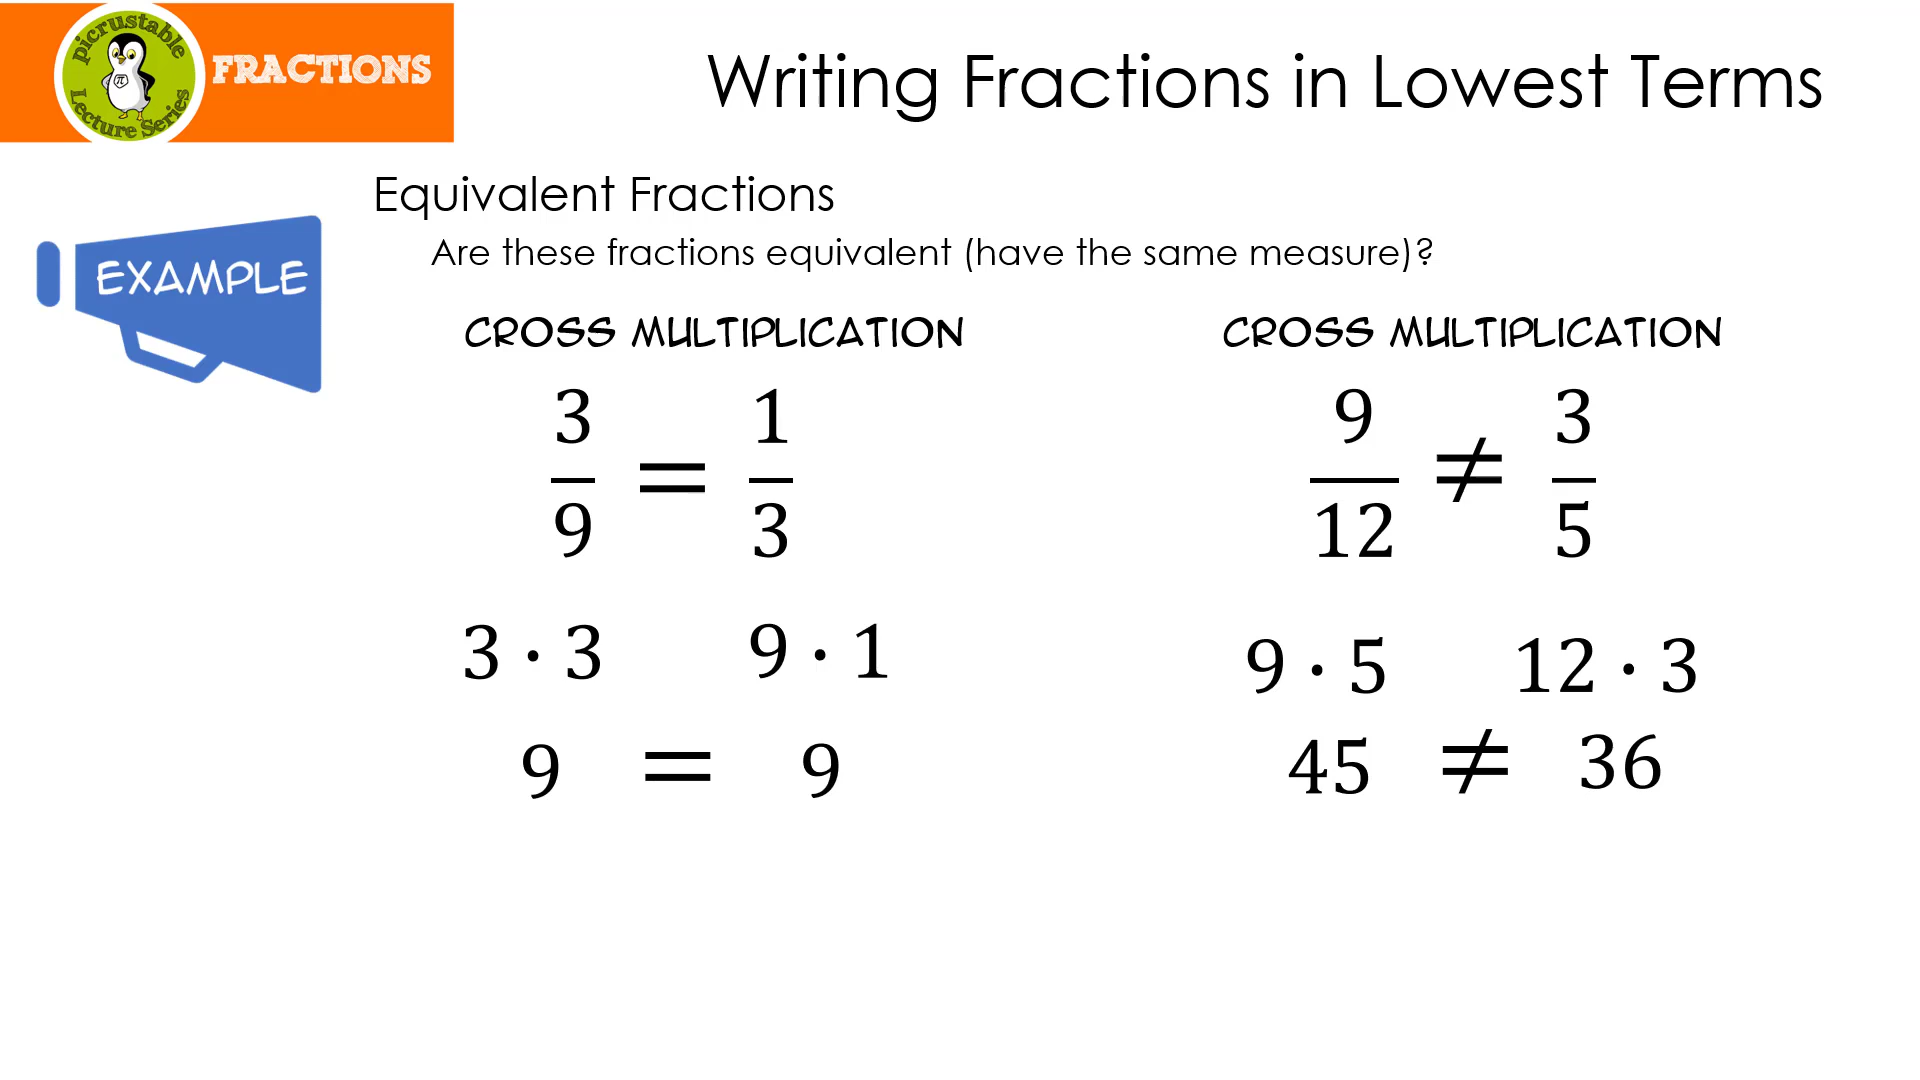 picrustable
Lecture Series
π
FRACTIONS
Writing Fractions in Lowest Terms
Equivalent Fractions
Are these fractions equivalent (have the same measure)?
EXAMPLE
CROSS MULTIPLICATION
3/9 = 1/3
3 · 3 9 · 1
9 = 9
CROSS MULTIPLICATION
9/12 ≠ 3/5
9 · 5 12 · 3
45 ≠ 36